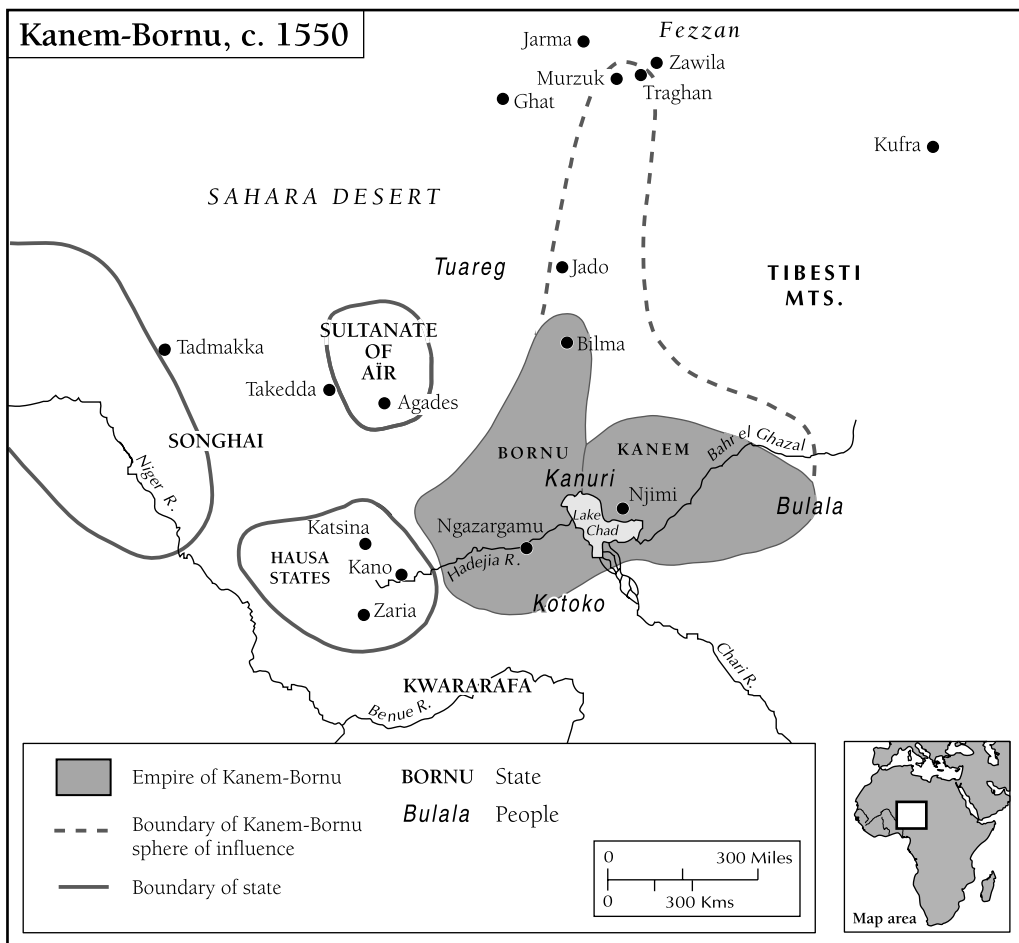 Kanem-Bornu, c. 1550
Fezzan
Jarma
Zawila
Murzuk
Traghan
Ghat
Kufra
SAHARA DESERT
Tuareg
Jado
TIBESTI
MTS.
SULTANATE
OF
AÏR
Tadmakka
Bilma
Takedda
Agades
SONGHAI
BORNU
KANEM
Bahr el Ghazal
Niger R.
Kanuri
Njimi
Bulala
Lake
Chad
Katsina
Ngazargamu
HAUSA
STATES
Kano
Hadejia R.
Zaria
Kotoko
Chari R.
KWARARAFA
Benue R.
Empire of Kanem-Bornu
Boundary of Kanem-Bornu
sphere of influence
Boundary of state
BORNU State
Bulala People
0 300 Miles
0 300 Kms
Map area